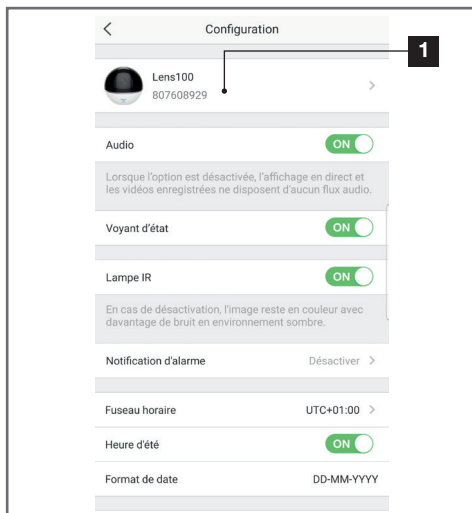 Configuration
1
Lens100
807608929
Audio
ON
Lorsque l'option est désactivée, l'affichage en direct et
les vidéos enregistrées ne disposent d'aucun flux audio.
Voyant d'état
ON
Lampe IR
ON
En cas de désactivation, l'image reste en couleur avec
davantage de bruit en environnement sombre.
Notification d'alarme
Désactiver
Fuseau horaire
UTC+01:00
Heure d'été
ON
Format de date
DD-MM-YYYY